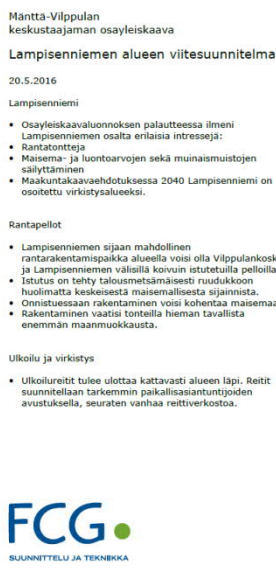 Mänttä-Vilppulan
keskustaajaman osayleiskaava
Lampisenniemen alueen viitesuunnitelma
20.5.2016
Lampisenniemi
• Osayleiskaavaluonnoksen palautteessa ilmeni
Lampisenniemen osalta erilaisia intressejä:
• Rantatontteja
• Maisema- ja luontoarvojen sekä muinaismuistojen
säilyttäminen
• Maakuntakaavaehdotuksessa 2040 Lampisenniemi on
osoitettu virkistysalueeksi.
Rantapellot
• Lampisenniemen sijaan mahdollinen
rantarakentamispaikka alueella voisi olla Vilppulankosk
ja Lampisenniemen välisillä koivuin istutetuilla pelloilla
• Istutus on tehty talousmetsämäisesti ruudukkoon
huolimatta keskeisestä maisemallisesta sijainnista.
• Onnistuessaan rakentaminen voisi kohentaa maisemaa
• Rakentaminen vaatisi tonteilla hieman tavallista
enemmän maanmuokkausta.
Ulkoilu ja virkistys
• Ulkoilureitit tulee ulottaa kattavasti alueen läpi. Reitit
suunnitellaan tarkemmin paikallisasiantuntijoiden
avustuksella, seuraten vanhaa reittiverkostoa.
FCG
SUUNNITTELU JA TEKNIIKKA